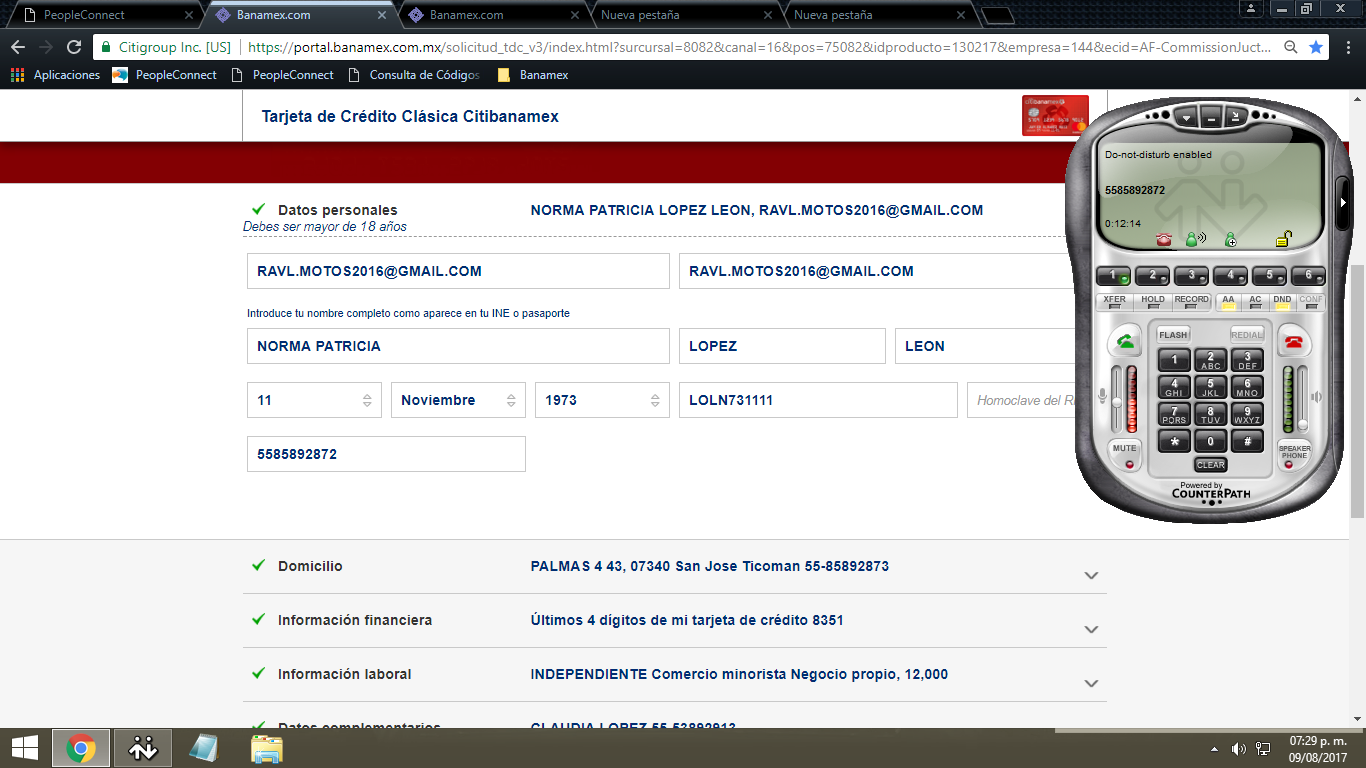 PeopleConnect
Banamex.com
Banamex.com
Nueva pestaña
Nueva pestaña
Citigroup Inc. [US]
https://portal.banamex.com.mx/solicitud_tdc_v3/index.html?surcursal=8082&canal=16&pos=75082&idproducto=130217&empresa=144&ecid=AF-CommissionJuct...
Aplicaciones
PeopleConnect
PeopleConnect
Consulta de Códigos
Banamex
Tarjeta de Crédito Clásica Citibanamex
citibanamex
Datos personales
NORMA PATRICIA LOPEZ LEON, RAVL.MOTOS2016@GMAIL.COM
Debes ser mayor de 18 años
RAVL.MOTOS2016@GMAIL.COM
RAVL.MOTOS2016@GMAIL.COM
Introduce tu nombre completo como aparece en tu INE o pasaporte
NORMA PATRICIA
LOPEZ
LEON
11
Noviembre
1973
LOLN731111
Homoclave del R
5585892872
Do-not-disturb enabled
5585892872
0:12:14
1 2 3 4 5 6
XFER HOLD RECORD AA AC DND CONF
FLASH
REDIAL
1
2 ABC
3 DEF
4 GHI
5 JKL
6 MNO
7 PQRS
8 TUV
9 WXYZ
* 0 #
MUTE
SPEAKER PHONE
CLEAR
Powered by
COUNTERPATH
Domicilio
PALMAS 4 43, 07340 San Jose Ticoman 55-85892873
Información financiera
Últimos 4 dígitos de mi tarjeta de crédito 8351
Información laboral
INDEPENDIENTE Comercio minorista Negocio propio, 12,000
Datos complementarios
CLAUDIA LOPEZ 55-53892913
07:29 p. m.
09/08/2017